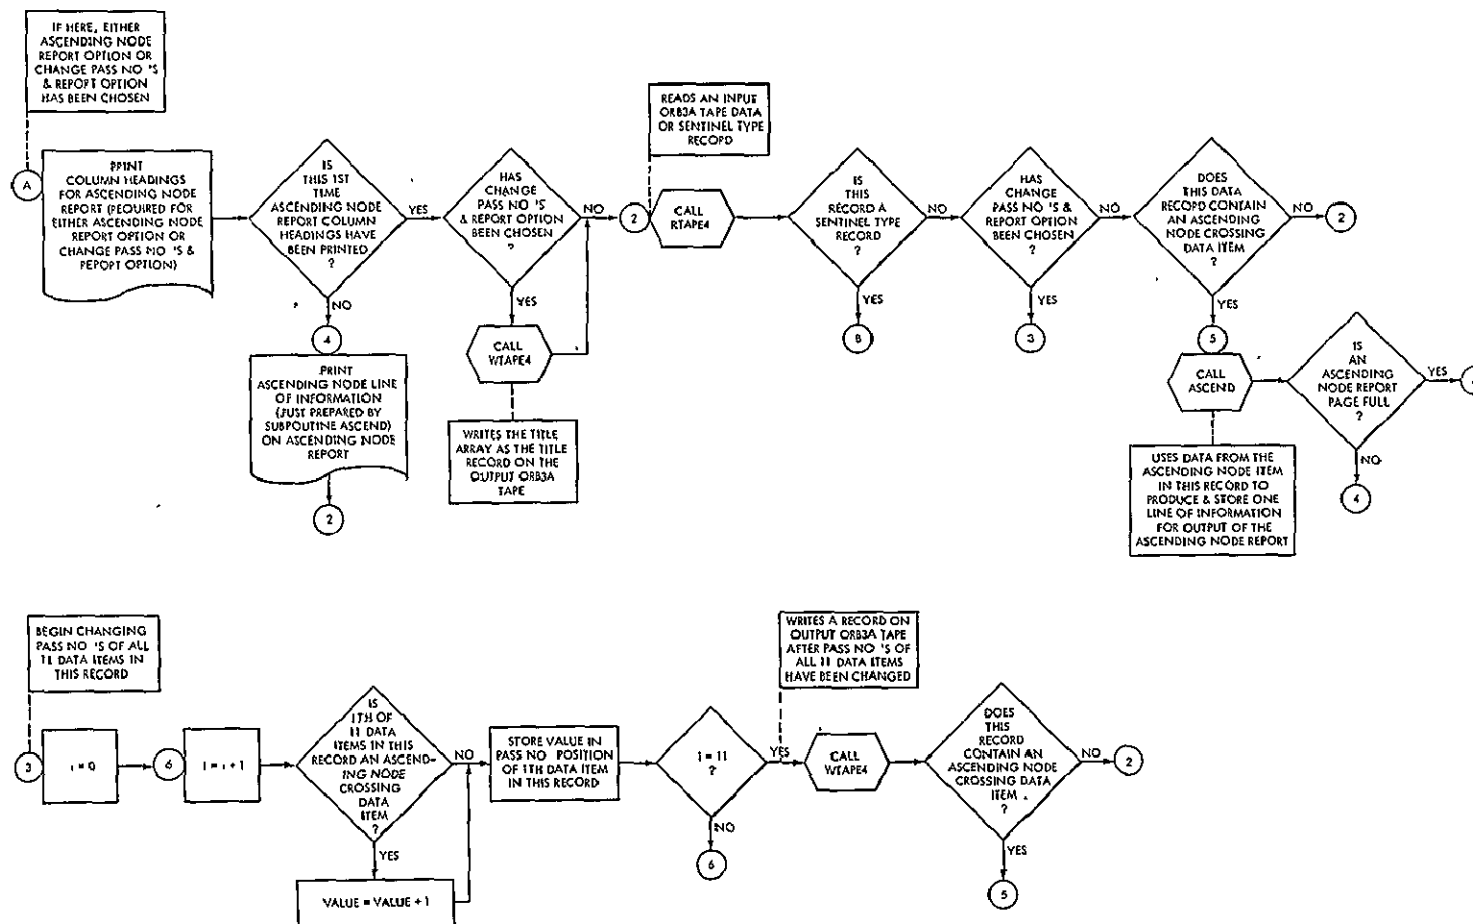 IF HERE, EITHER
ASCENDING NODE
REPORT OPTION OR
CHANGE PASS NO 'S
& REPORT OPTION
HAS BEEN CHOSEN
A
PRINT
COLUMN HEADINGS
FOR ASCENDING NODE
REPORT (REQUIRED FOR
EITHER ASCENDING NODE
REPORT OPTION OR
CHANGE PASS NO 'S &
REPORT OPTION)
IS
THIS 1ST
TIME
ASCENDING NODE
REPORT COLUMN
HEADINGS HAVE
BEEN PRINTED
?
YES
NO
4
PRINT
ASCENDING NODE LINE
OF INFORMATION
(JUST PREPARED BY
SUBROUTINE ASCEND)
ON ASCENDING NODE
REPORT
2
HAS
CHANGE
PASS NO 'S
& REPORT OPTION
BEEN CHOSEN
?
NO
YES
CALL
WTAPE4
WRITES THE TITLE
ARRAY AS THE TITLE
RECORD ON THE
OUTPUT ORB3A
TAPE
READS AN INPUT
ORB3A TAPE DATA
OR SENTINEL TYPE
RECORD
2
CALL
RTAPE4
IS
THIS
RECORD A
SENTINEL TYPE
RECORD
?
NO
YES
B
HAS
CHANGE
PASS NO 'S &
REPORT OPTION
BEEN CHOSEN
?
NO
YES
3
DOES
THIS DATA
RECORD CONTAIN
AN ASCENDING
NODE CROSSING
DATA ITEM
?
NO
2
YES
5
CALL
ASCEND
USES DATA FROM THE
ASCENDING NODE ITEM
IN THIS RECORD TO
PRODUCE & STORE ONE
LINE OF INFORMATION
FOR OUTPUT OF THE
ASCENDING NODE REPORT
IS
AN
ASCENDING
NODE REPORT
PAGE FULL
?
YES
NO
4
BEGIN CHANGING
PASS NO 'S OF ALL
11 DATA ITEMS IN
THIS RECORD
3
I = 0
6
I = I + 1
IS
ITH OF
11 DATA
ITEMS IN THIS
RECORD AN ASCEND-
ING NODE
CROSSING
DATA
ITEM
?
NO
YES
VALUE = VALUE + 1
STORE VALUE IN
PASS NO POSITION
OF ITH DATA ITEM
IN THIS RECORD
I = 11
?
YES
NO
6
WRITES A RECORD ON
OUTPUT ORB3A TAPE
AFTER PASS NO 'S OF
ALL 11 DATA ITEMS
HAVE BEEN CHANGED
CALL
WTAPE4
DOES
THIS
RECORD
CONTAIN AN
ASCENDING NODE
CROSSING DATA
ITEM
?
NO
2
YES
5